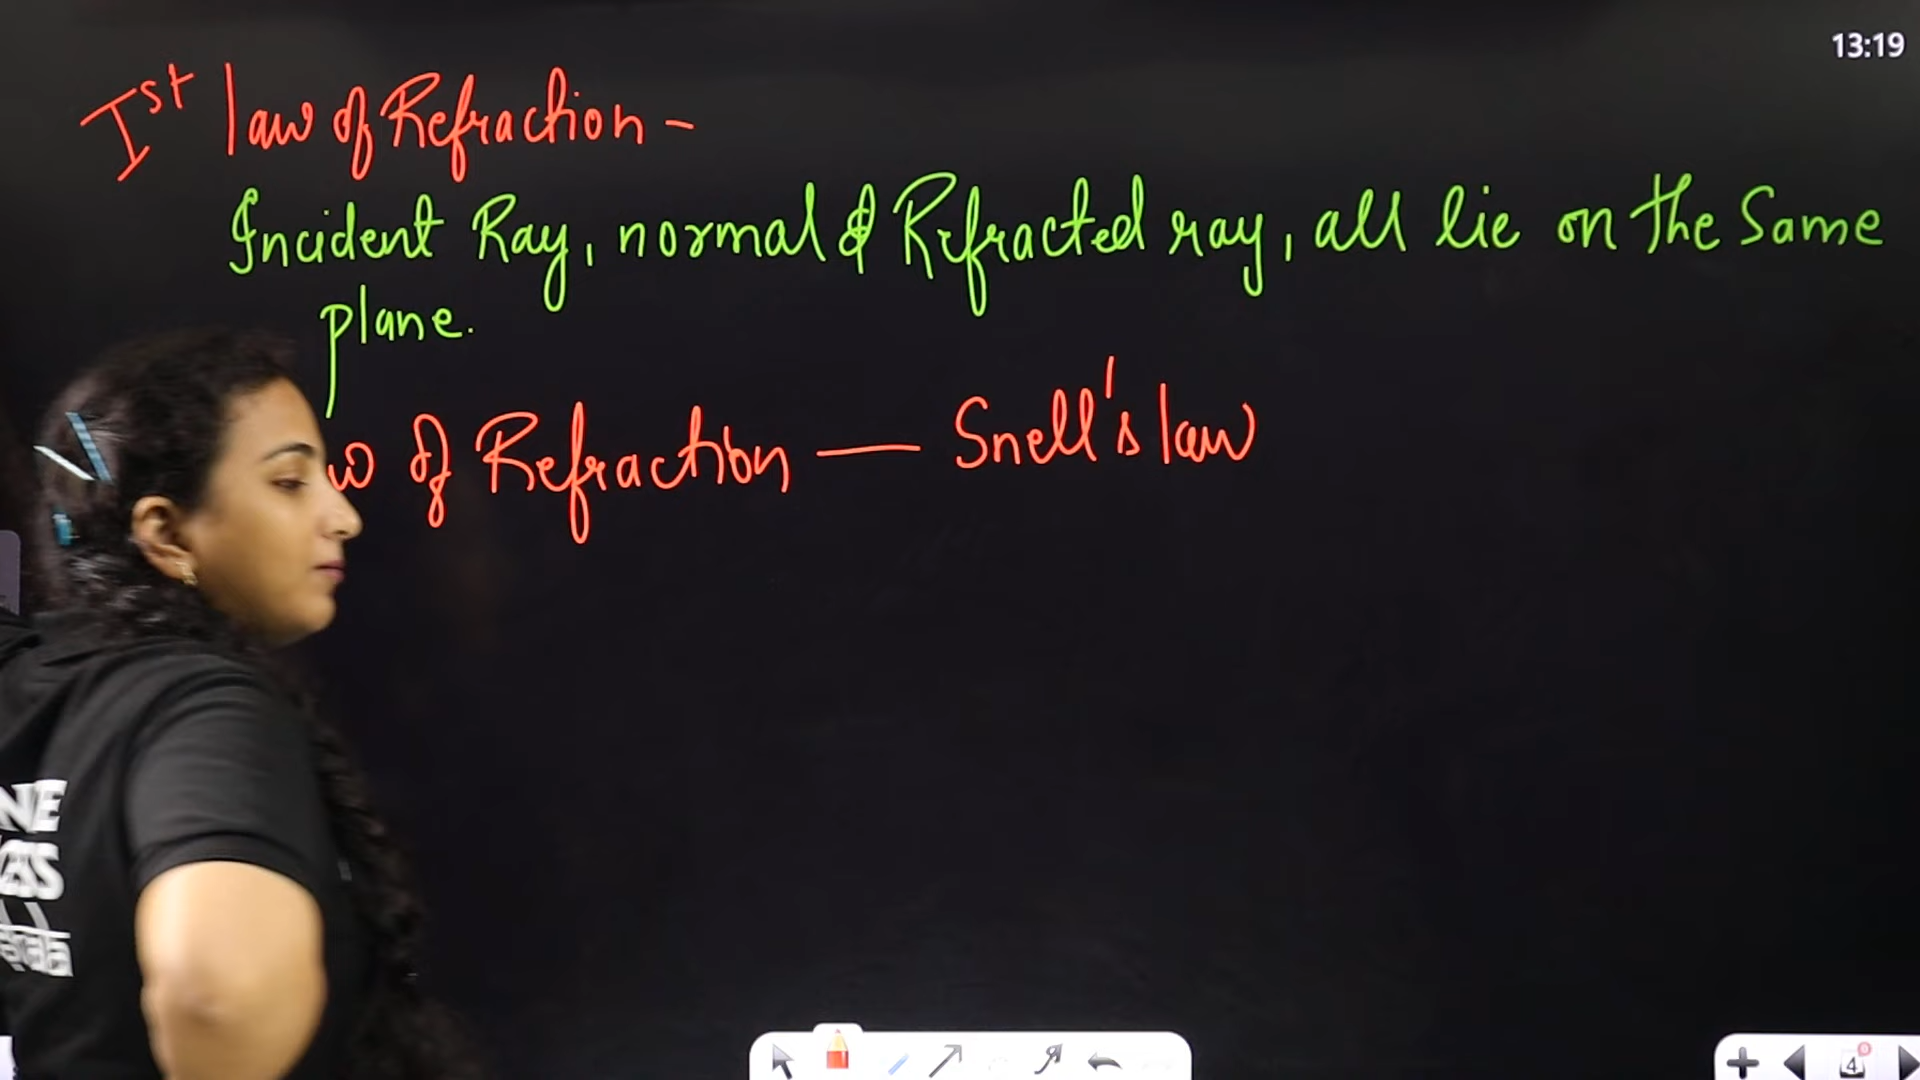 13:19
Ist law of Refraction -
Incident Ray, normal & Refracted ray, all lie on the Same
plane.
of Refraction — Snell's law
4